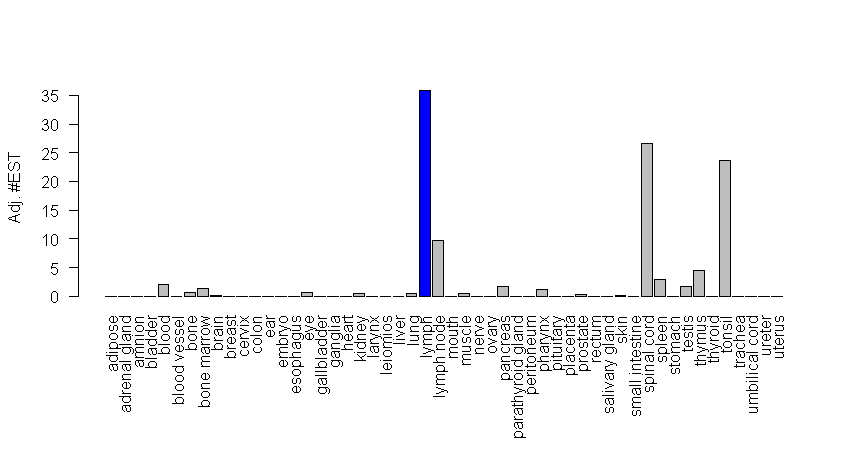 Adj. #EST
35
30
25
20
15
10
5
0
adipose
adrenal gland
amnion
bladder
blood
blood vessel
bone
bone marrow
brain
breast
cervix
colon
ear
embryo
esophagus
eye
gallbladder
ganglia
heart
kidney
larynx
leiomios
liver
lung
lymph
lymph node
mouth
muscle
nerve
ovary
pancreas
parathyroid gland
peritoneum
pharynx
pituitary
placenta
prostate
rectum
salivary gland
skin
small intestine
spinal cord
spleen
stomach
testis
thymus
thyroid
tonsil
trachea
umbilical cord
ureter
uterus